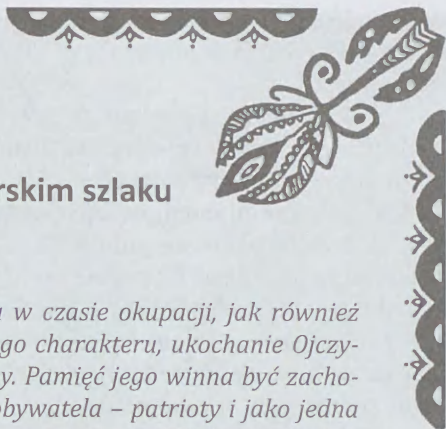 rskim szlaku
w czasie okupacji, jak również
go charakteru, ukochanie Ojczy-
y. Pamięć jego winna być zacho-
obywatela – patrioty i jako jedna